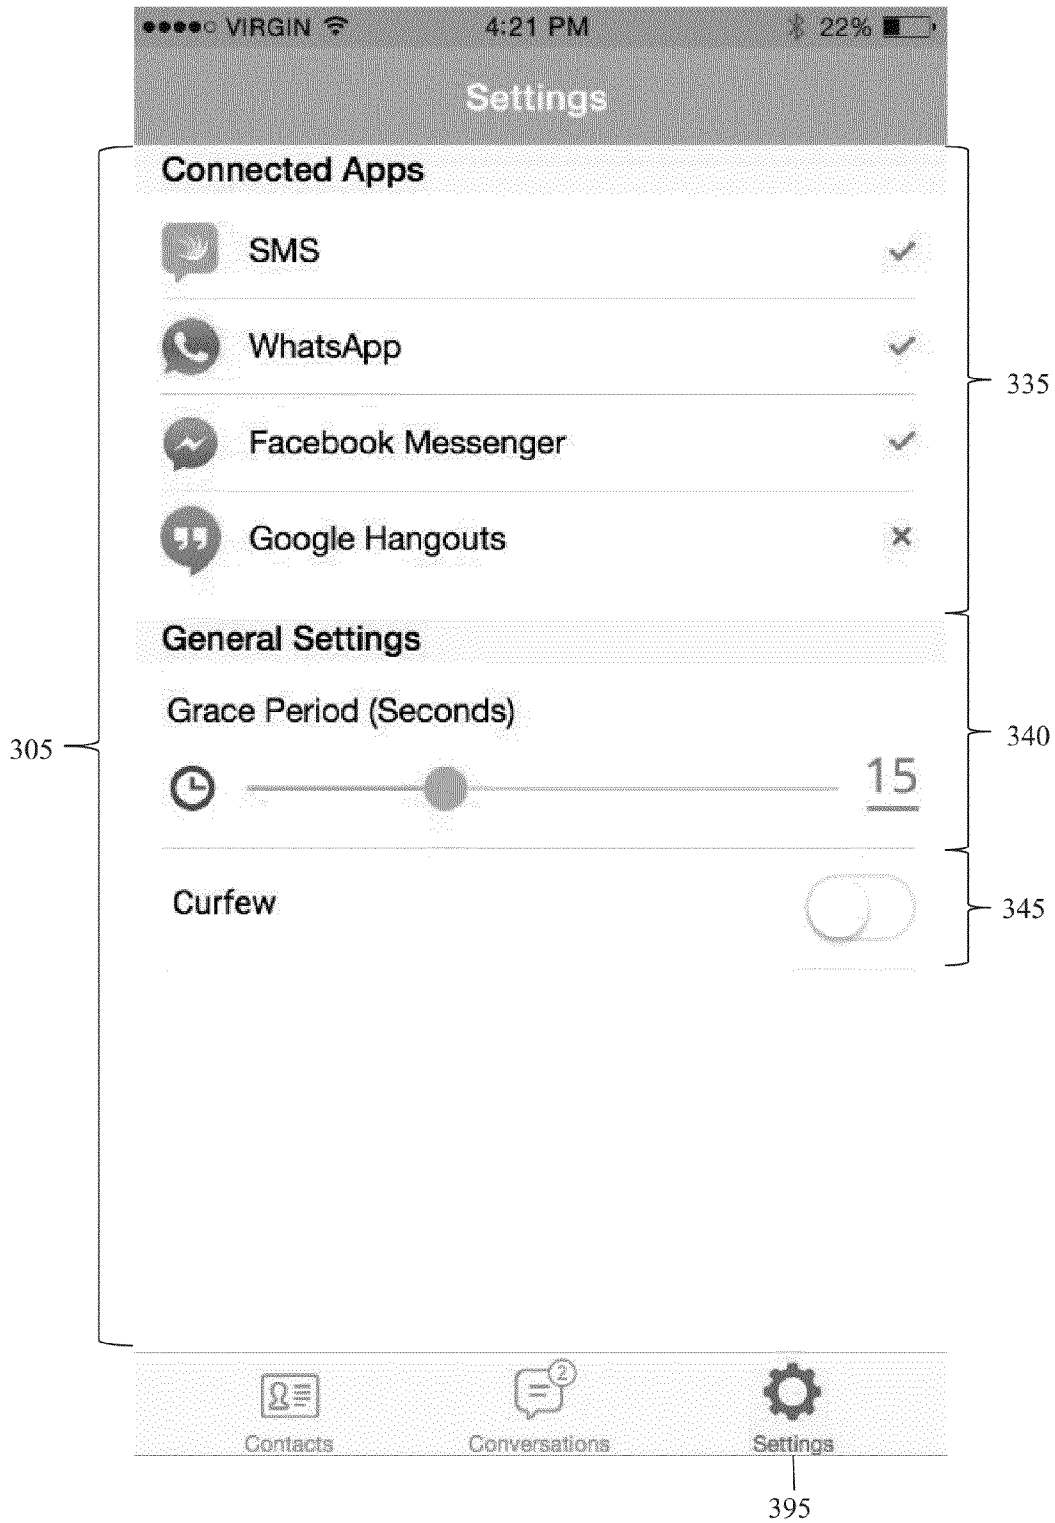 VIRGIN 4:21 PM 22%
Settings
Connected Apps
SMS
WhatsApp
335
Facebook Messenger
Google Hangouts
General Settings
Grace Period (Seconds)
305
340
15
Curfew
345
2
Contacts Conversations Settings
395